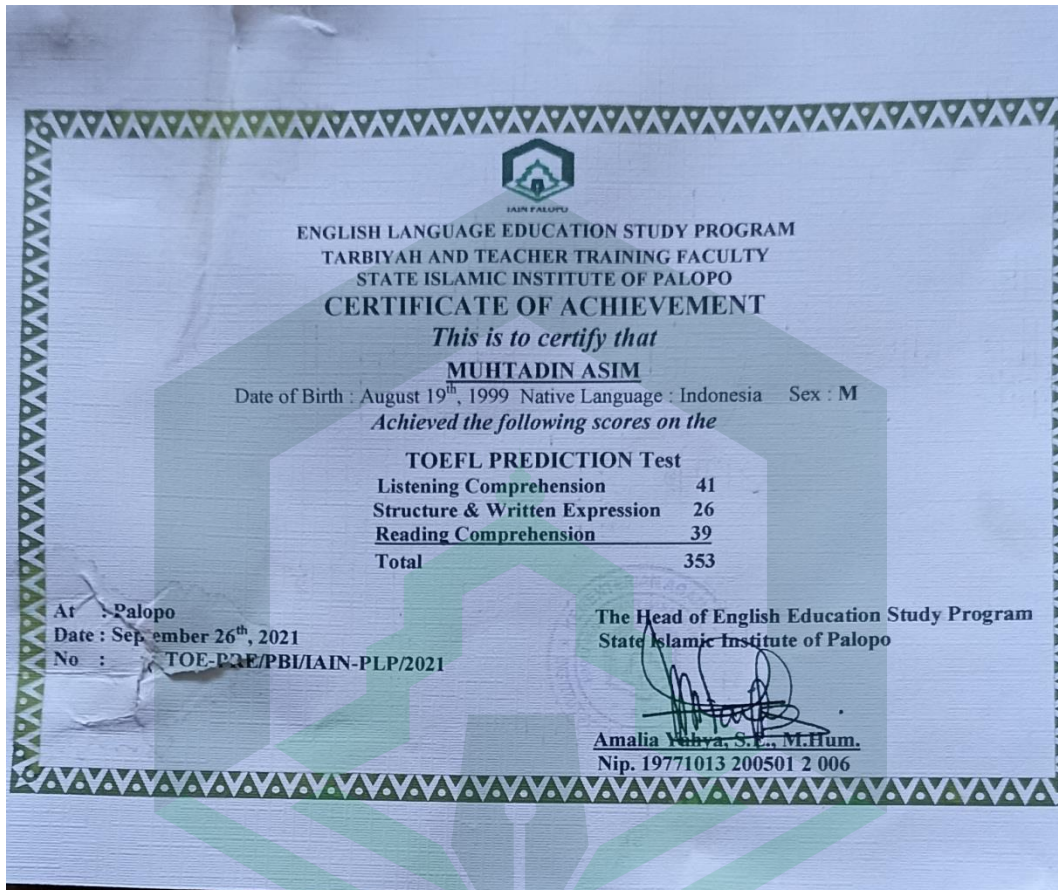 IAIN PALOPO
ENGLISH LANGUAGE EDUCATION STUDY PROGRAM
TARBIYAH AND TEACHER TRAINING FACULTY
STATE ISLAMIC INSTITUTE OF PALOPO
CERTIFICATE OF ACHIEVEMENT
This is to certify that
MUHTADIN ASIM
Date of Birth : August 19th, 1999 Native Language : Indonesia Sex : M
Achieved the following scores on the
TOEFL PREDICTION Test
Listening Comprehension 41
Structure & Written Expression 26
Reading Comprehension 39
Total 353
At : Palopo
Date : September 26th, 2021
No : TOE-PRE/PBI/IAIN-PLP/2021
The Head of English Education Study Program
State Islamic Institute of Palopo
Amalia Yahya, S.E., M.Hum.
Nip. 19771013 200501 2 006